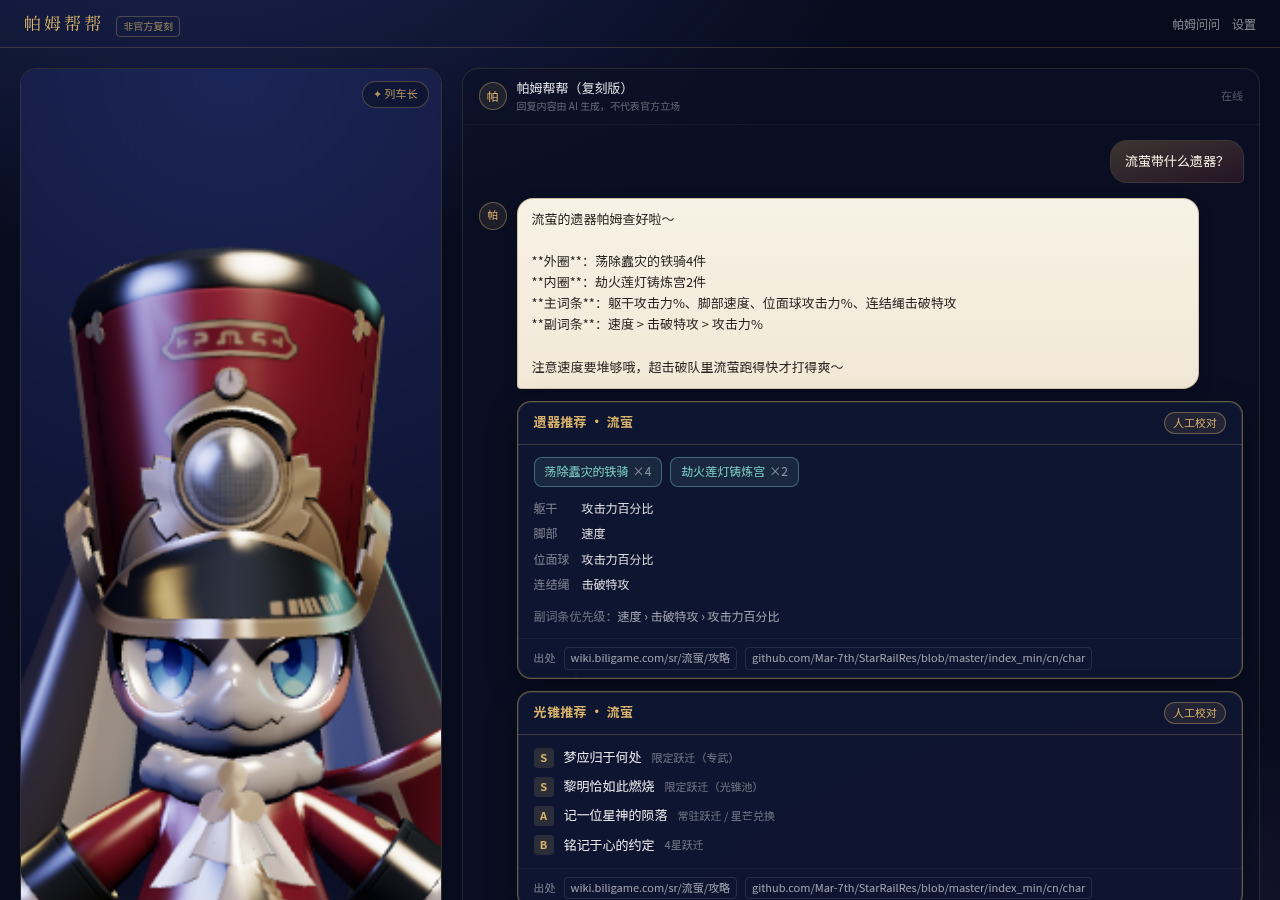 帕姆帮帮
非官方复刻
帕姆问问 设置
✦ 列车长
帕
帕姆帮帮（复刻版）
回复内容由 AI 生成，不代表官方立场
在线
流萤带什么遗器？
帕
流萤的遗器帕姆查好啦～
**外圈**：荡除蠹灾的铁骑4件
**内圈**：劫火莲灯铸炼宫2件
**主词条**：躯干攻击力%、脚部速度、位面球攻击力%、连结绳击破特攻
**副词条**：速度 > 击破特攻 > 攻击力%
注意速度要堆够哦，超击破队里流萤跑得快才打得爽～
遗器推荐 · 流萤
人工校对
荡除蠹灾的铁骑 ×4
劫火莲灯铸炼宫 ×2
躯干 攻击力百分比
脚部 速度
位面球 攻击力百分比
连结绳 击破特攻
副词条优先级：速度 › 击破特攻 › 攻击力百分比
出处 wiki.biligame.com/sr/流萤/攻略 github.com/Mar-7th/StarRailRes/blob/master/index_min/cn/char
光锥推荐 · 流萤
人工校对
S 梦应归于何处 限定跃迁（专武）
S 黎明恰如此燃烧 限定跃迁（光锥池）
A 记一位星神的陨落 常驻跃迁 / 星芒兑换
B 铭记于心的约定 4星跃迁
出处 wiki.biligame.com/sr/流萤/攻略 github.com/Mar-7th/StarRailRes/blob/master/index_min/cn/char